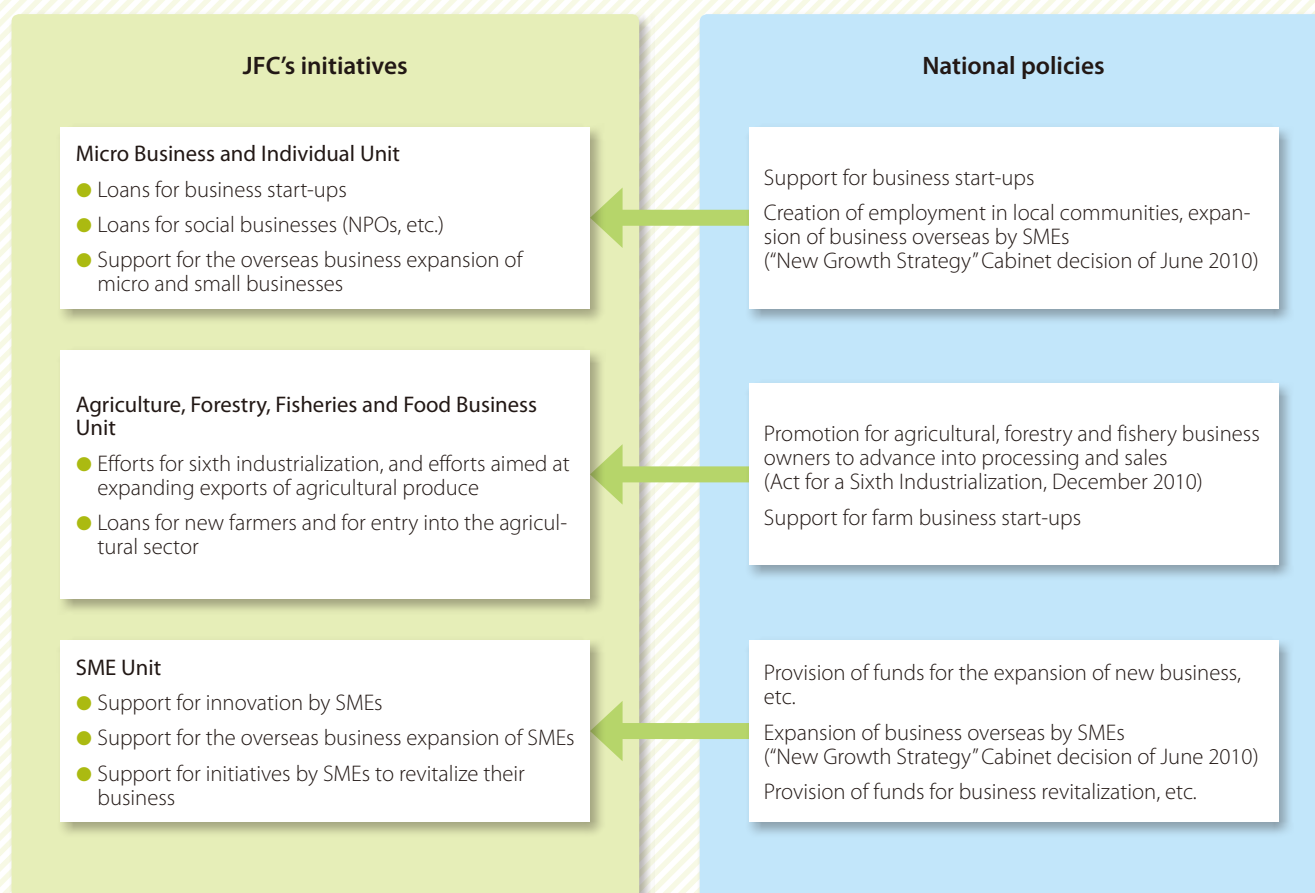 JFC's initiatives
Micro Business and Individual Unit
● Loans for business start-ups
● Loans for social businesses (NPOs, etc.)
● Support for the overseas business expansion of
micro and small businesses
Agriculture, Forestry, Fisheries and Food Business
Unit
● Efforts for sixth industrialization, and efforts aimed at
expanding exports of agricultural produce
● Loans for new farmers and for entry into the agricul-
tural sector
SME Unit
● Support for innovation by SMEs
● Support for the overseas business expansion of SMEs
● Support for initiatives by SMEs to revitalize their
business
National policies
Support for business start-ups
Creation of employment in local communities, expan-
sion of business overseas by SMEs
("New Growth Strategy" Cabinet decision of June 2010)
Promotion for agricultural, forestry and fishery business
owners to advance into processing and sales
(Act for a Sixth Industrialization, December 2010)
Support for farm business start-ups
Provision of funds for the expansion of new business,
etc.
Expansion of business overseas by SMEs
("New Growth Strategy" Cabinet decision of June 2010)
Provision of funds for business revitalization, etc.